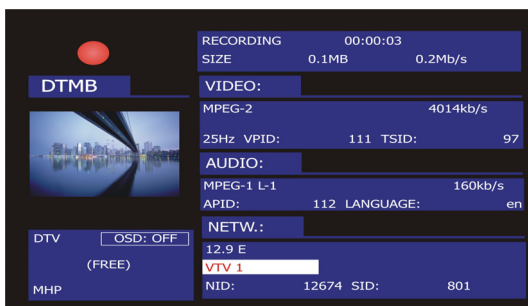 RECORDING 00:00:03
SIZE 0.1MB 0.2Mb/s
DTMB
VIDEO:
MPEG-2 4014kb/s
25Hz VPID: 111 TSID: 97
AUDIO:
MPEG-1 L-1 160kb/s
APID: 112 LANGUAGE: en
NETW.:
12.9 E
VTV 1
NID: 12674 SID: 801
DTV OSD: OFF
(FREE)
MHP